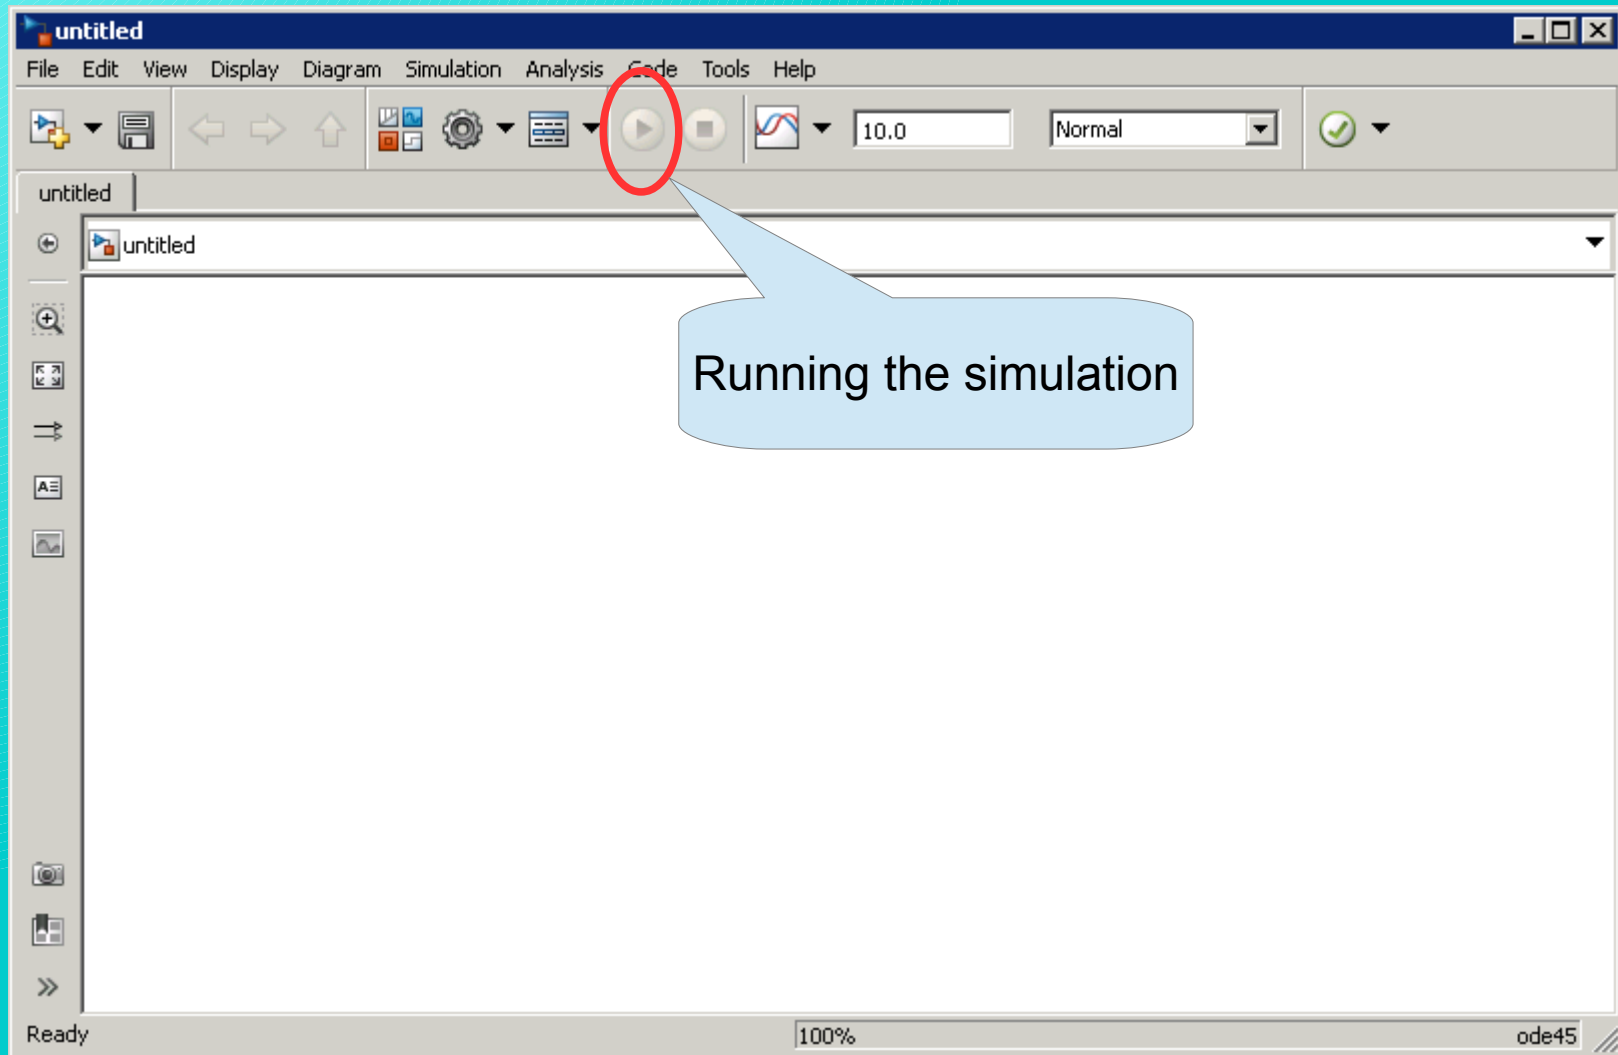 untitled
File Edit View Display Diagram Simulation Analysis Code Tools Help
10.0 Normal
untitled
untitled
Running the simulation
Ready 100% ode45